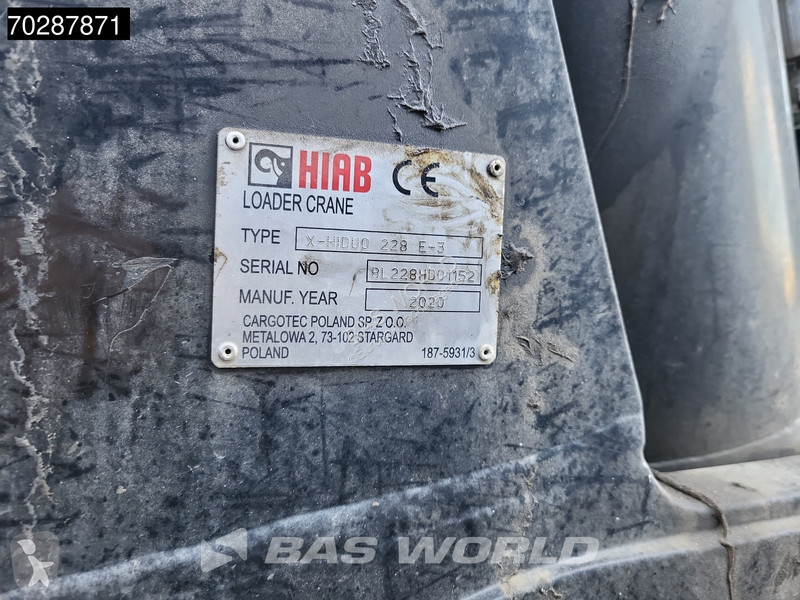 70287871
HIAB CE
LOADER CRANE
TYPE X-HIDUO 228 E-3
SERIAL NO BL228HD01152
MANUF. YEAR 2020
CARGOTEC POLAND SP. Z O.O.
METALOWA 2, 73-102 STARGARD
POLAND 187-5931/3
BAS WORLD